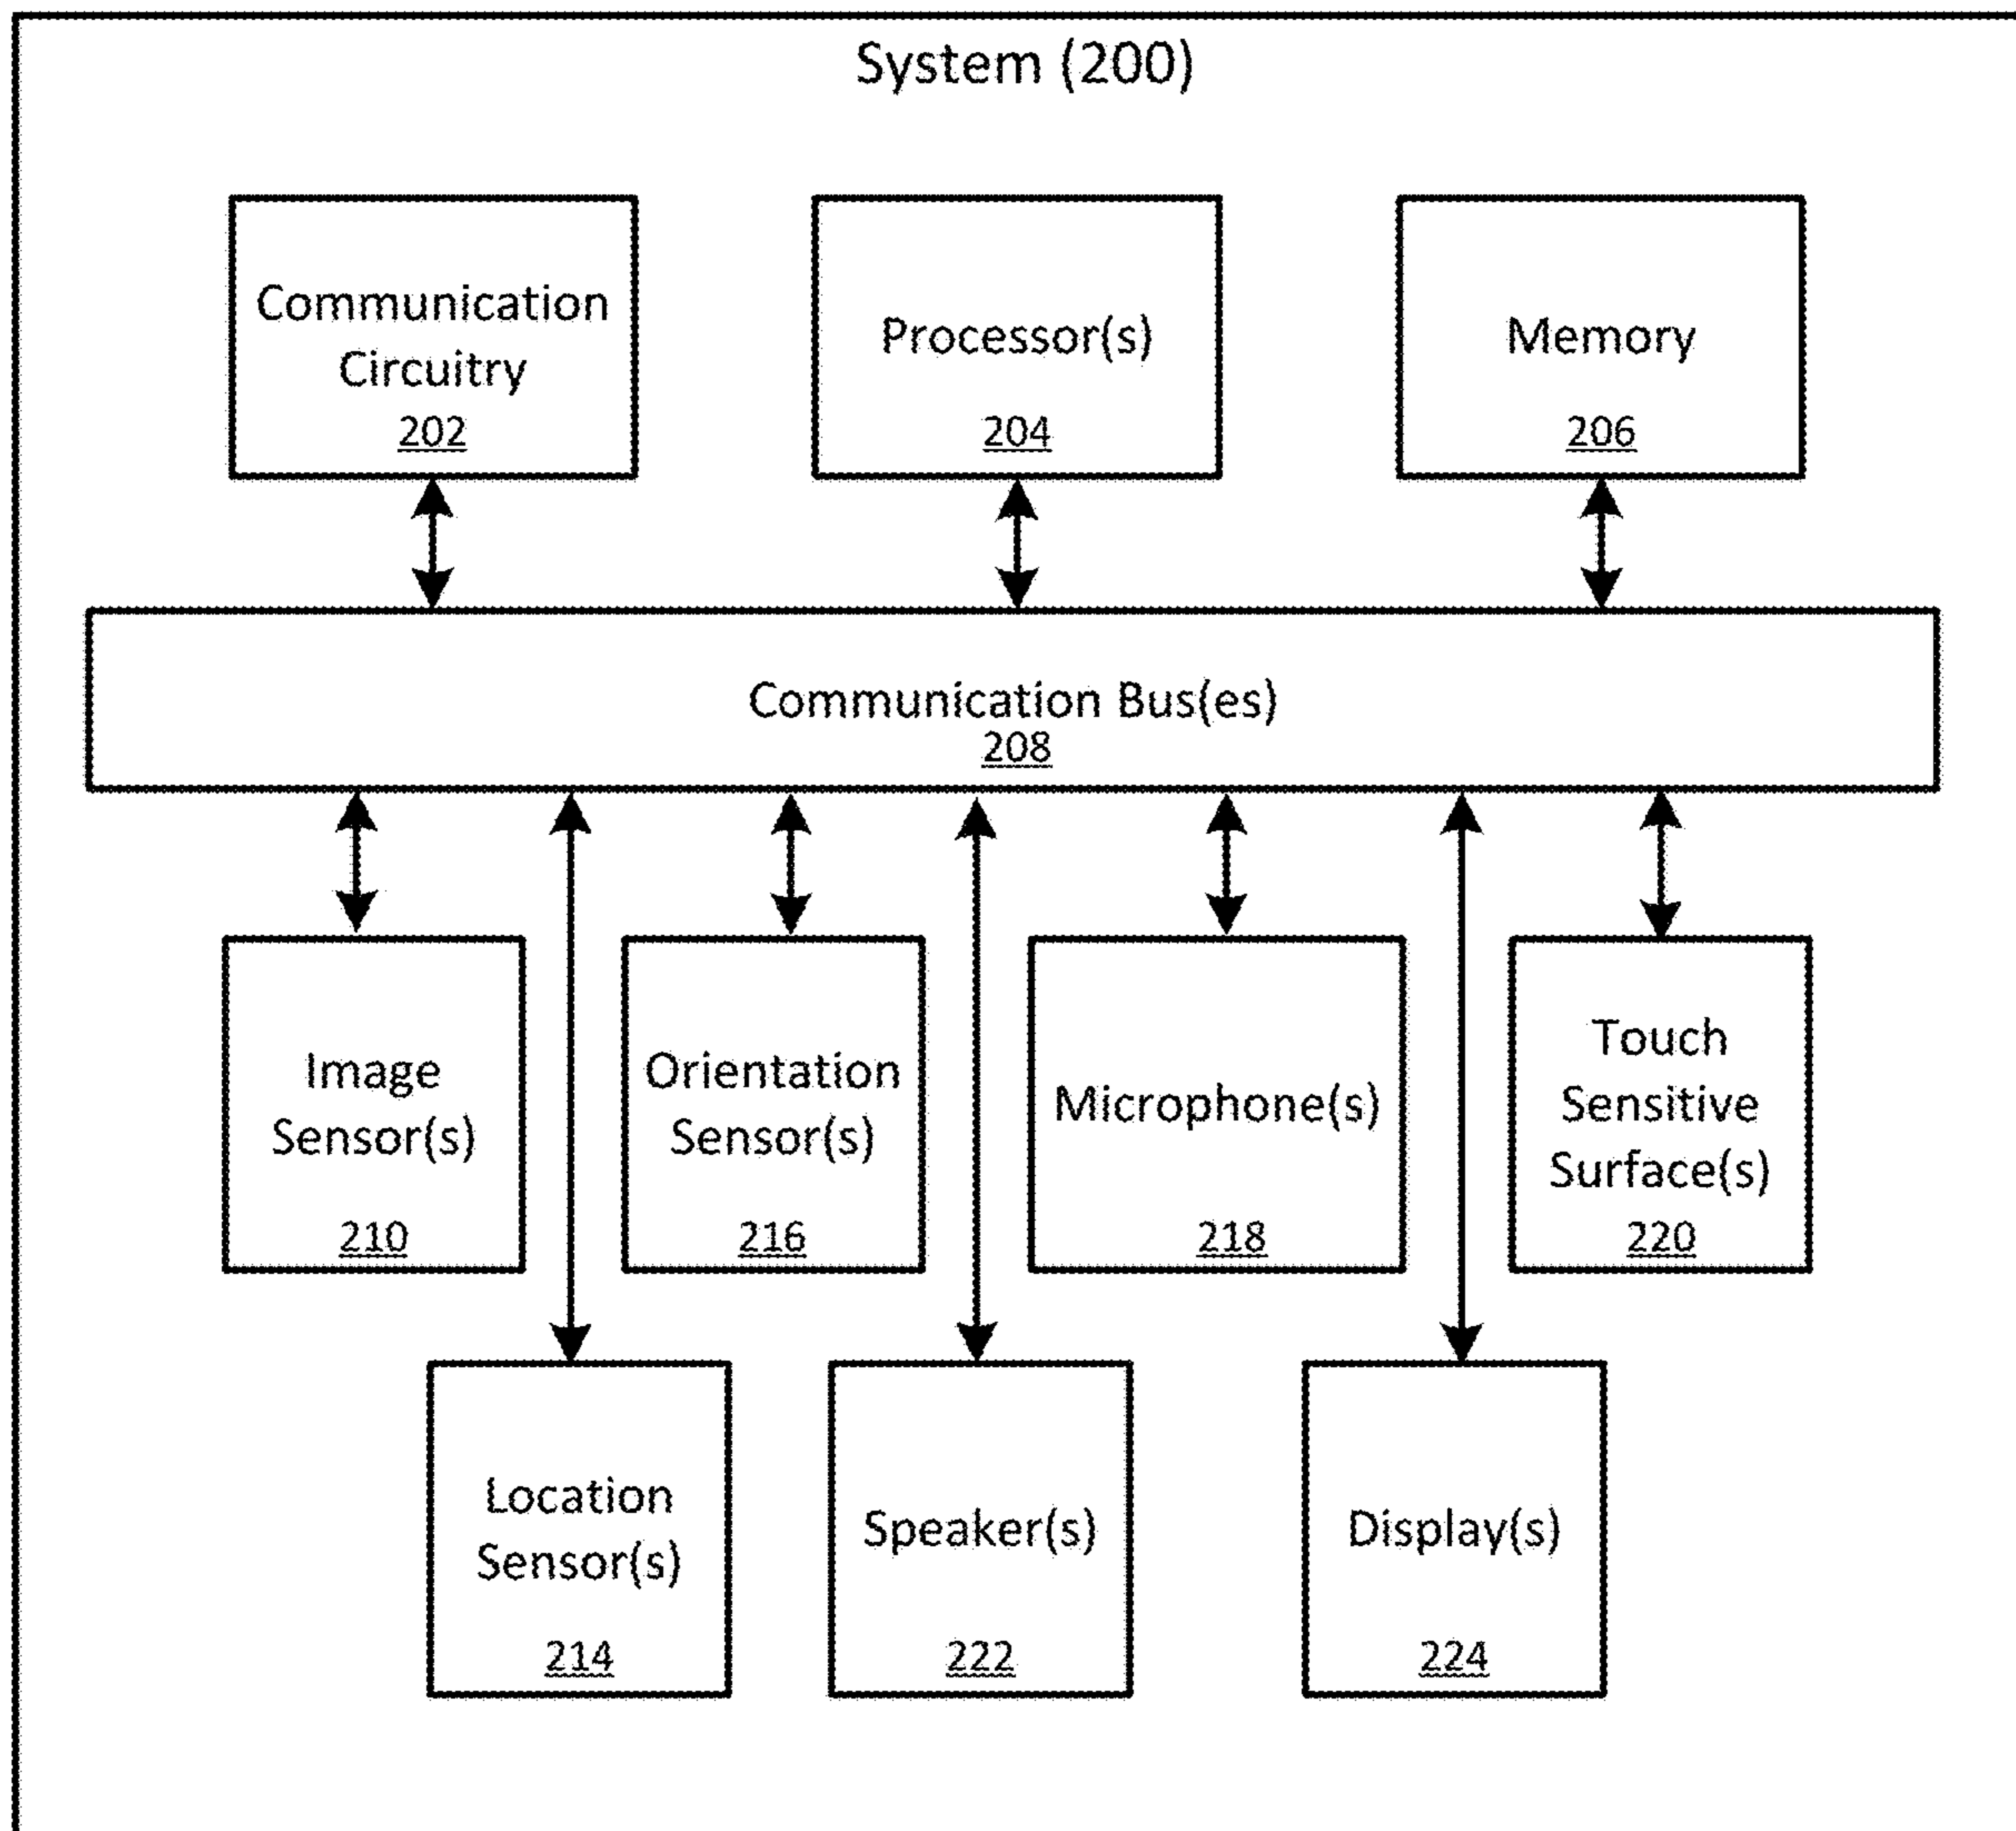 System (200)
Communication
Circuitry
202
Processor(s)
204
Memory
206
Communication Bus(es)
208
Image
Sensor(s)
210
Orientation
Sensor(s)
216
Microphone(s)
218
Touch
Sensitive
Surface(s)
220
Location
Sensor(s)
214
Speaker(s)
222
Display(s)
224